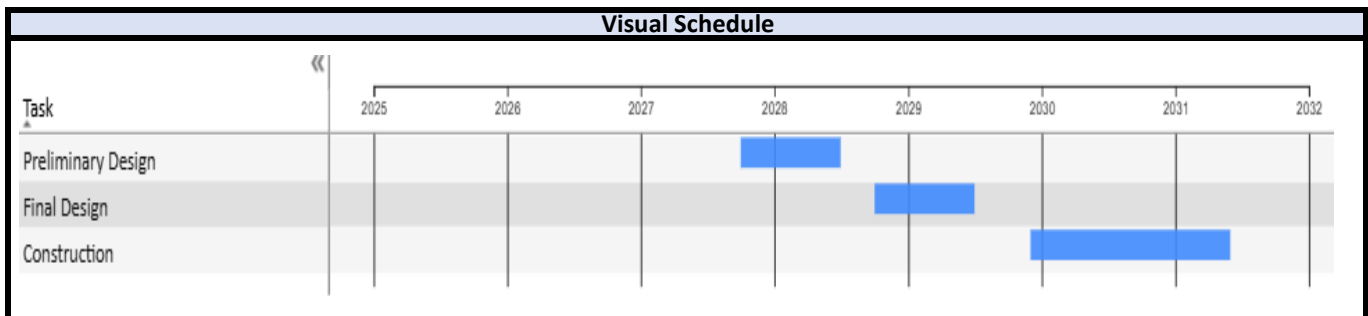 Visual Schedule
«
Task
2025 2026 2027 2028 2029 2030 2031 2032
Preliminary Design
Final Design
Construction